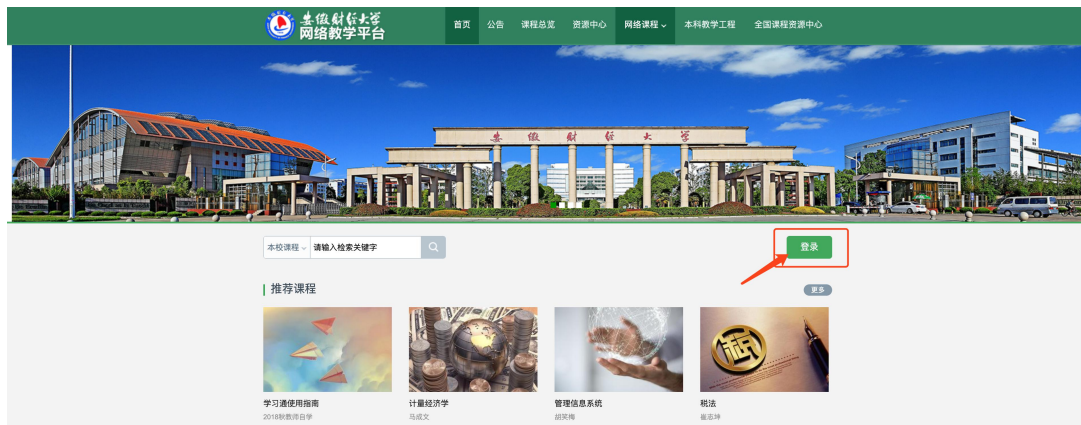 安徽财经大学
网络教学平台
首页 公告 课程总览 资源中心 网络课程 本科教学工程 全国课程资源中心
安徽财经大学
本校课程 请输入检索关键字
登录
推荐课程
更多
税
学习通使用指南 计量经济学 管理信息系统 税法
2018秋教师自学 马成文 胡笑梅 崔志坤